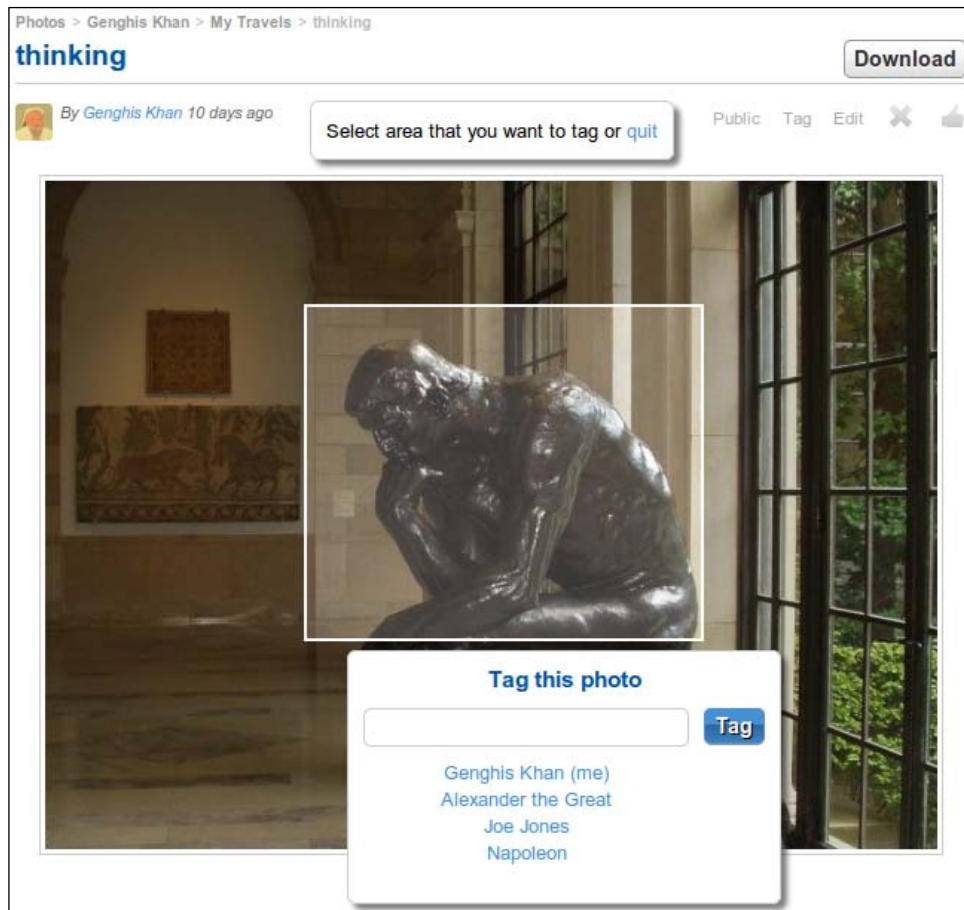 Photos > Genghis Khan > My Travels > thinking
thinking
Download
By Genghis Khan 10 days ago
Select area that you want to tag or quit
Public Tag Edit
Tag this photo
Tag
Genghis Khan (me)
Alexander the Great
Joe Jones
Napoleon